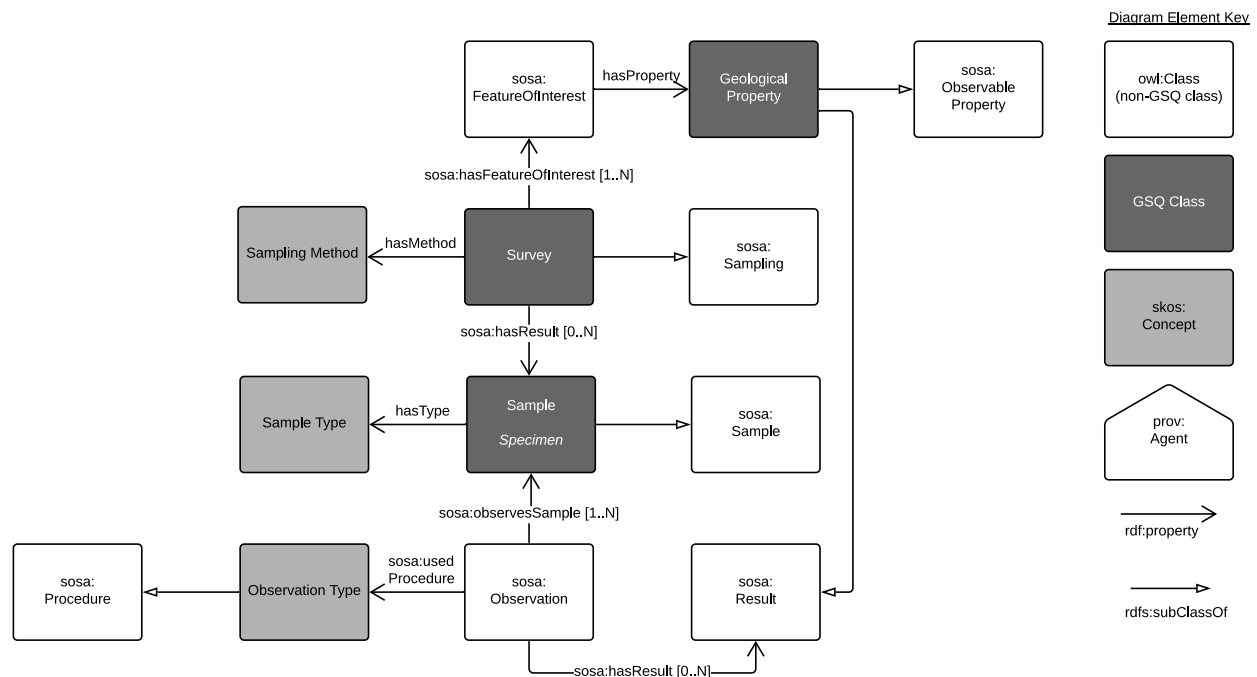 Diagram Element Key
sosa:
FeatureOfInterest
hasProperty
Geological
Property
sosa:
Observable
Property
owl:Class
(non-GSQ class)
sosa:hasFeatureOfInterest [1..N]
Sampling Method
hasMethod
Survey
sosa:
Sampling
GSQ Class
sosa:hasResult [0..N]
skos:
Concept
Sample Type
hasType
Sample
Specimen
sosa:
Sample
prov:
Agent
sosa:observesSample [1..N]
rdf:property
sosa:
Procedure
Observation Type
sosa:used
Procedure
sosa:
Observation
sosa:
Result
rdfs:subClassOf
sosa:hasResult [0..N]